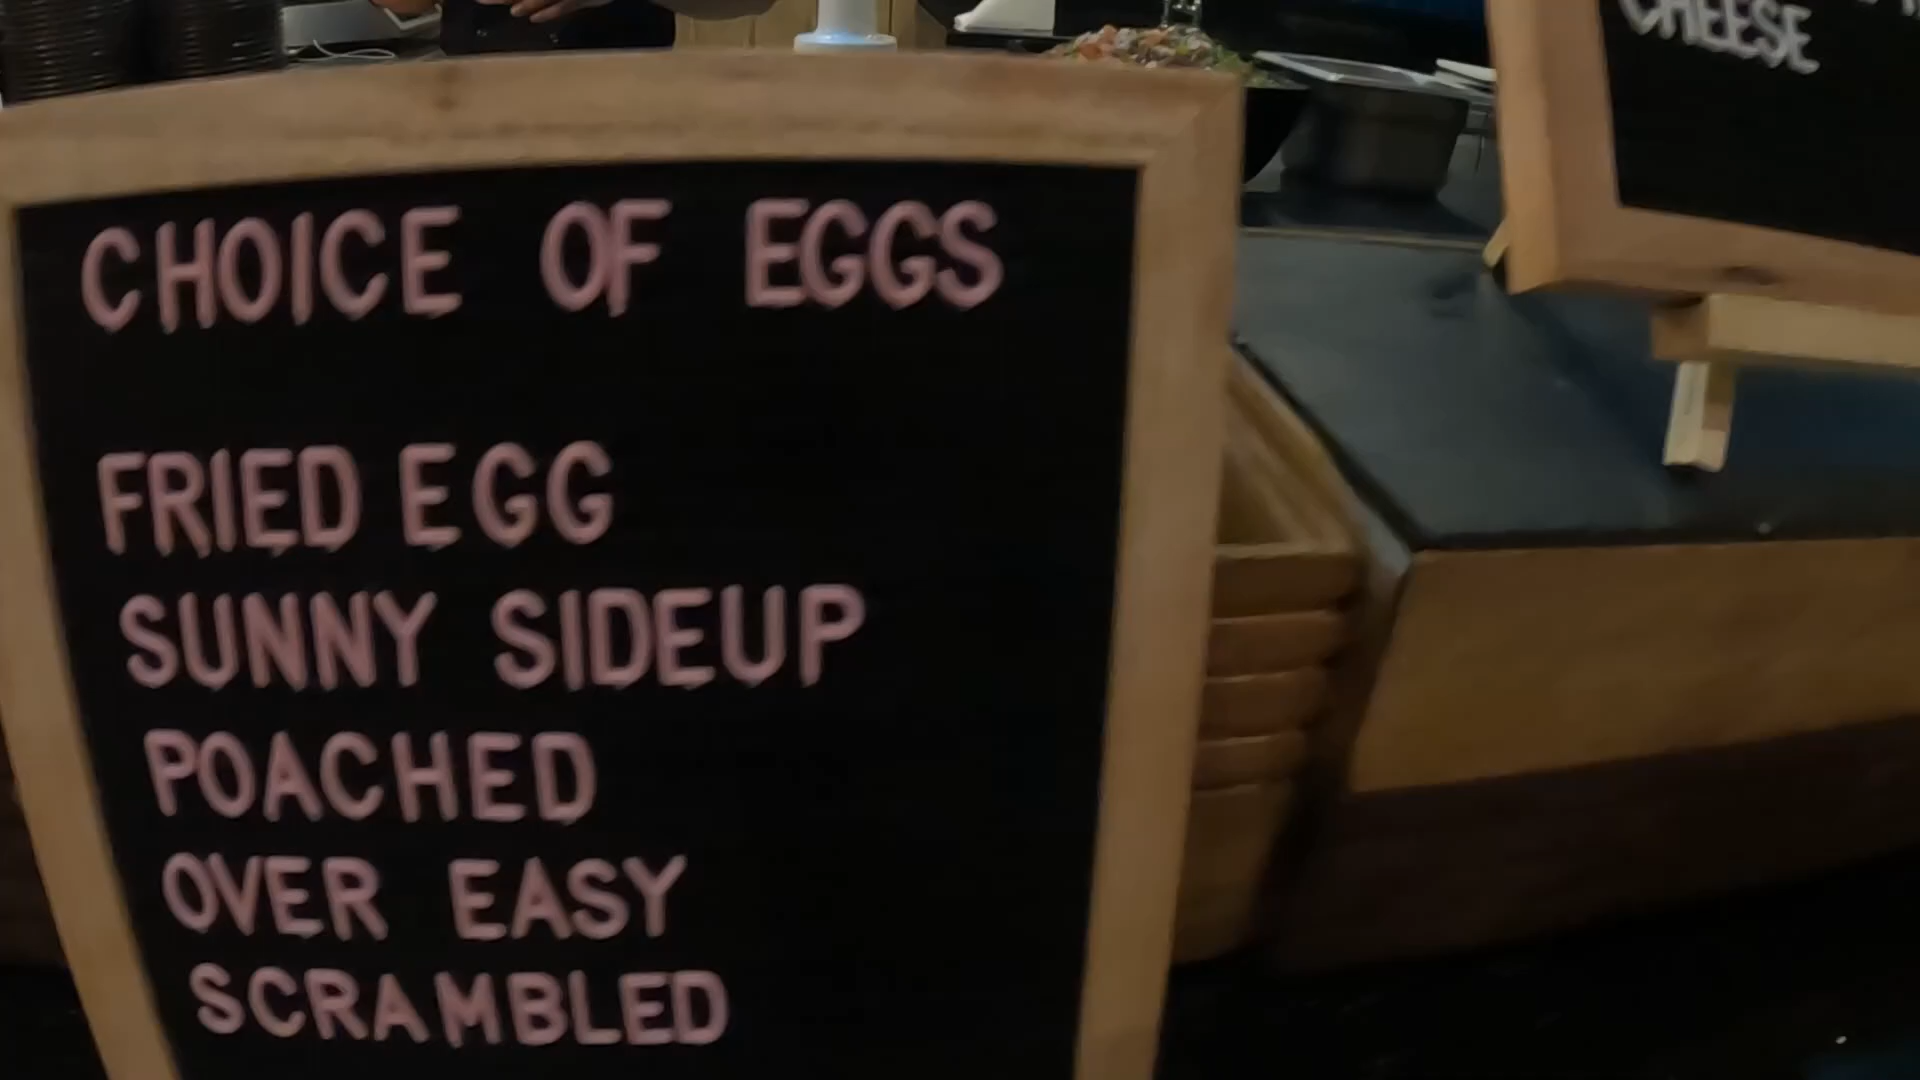 CHOICE OF EGGS
FRIED EGG
SUNNY SIDEUP
POACHED
OVER EASY
SCRAMBLED
CHEESE